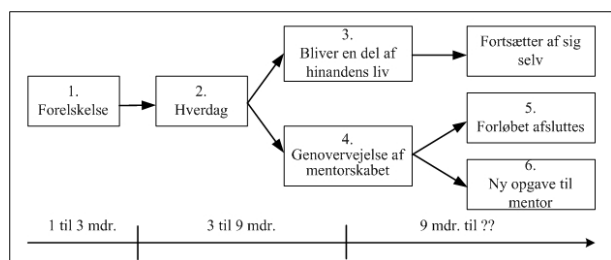 1.
Forelskelse
2.
Hverdag
3.
Bliver en del af
hinandens liv
Fortsætter af sig
selv
4.
Genovervejelse af
mentorskabet
5.
Forløbet afsluttes
6.
Ny opgave til
mentor
1 til 3 mdr.
3 til 9 mdr.
9 mdr. til ??